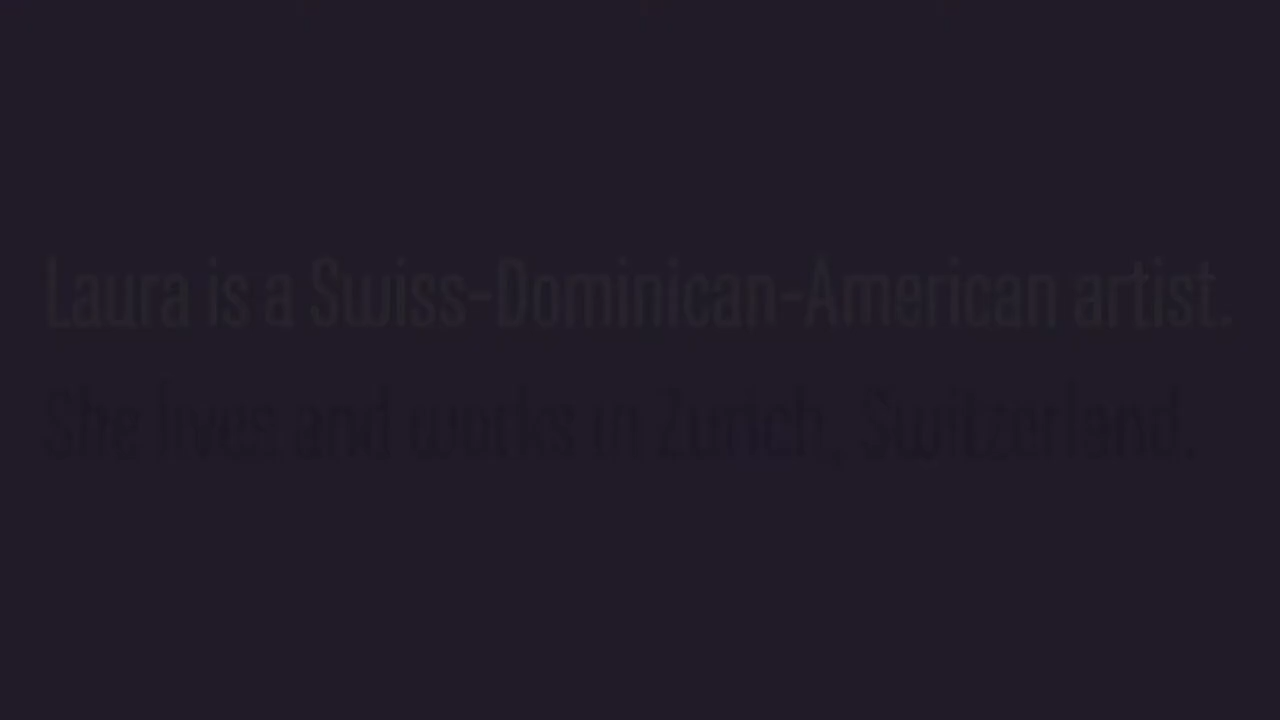 Laura is a Swiss-Dominican-American artist.
She lives and works in Zurich, Switzerland.